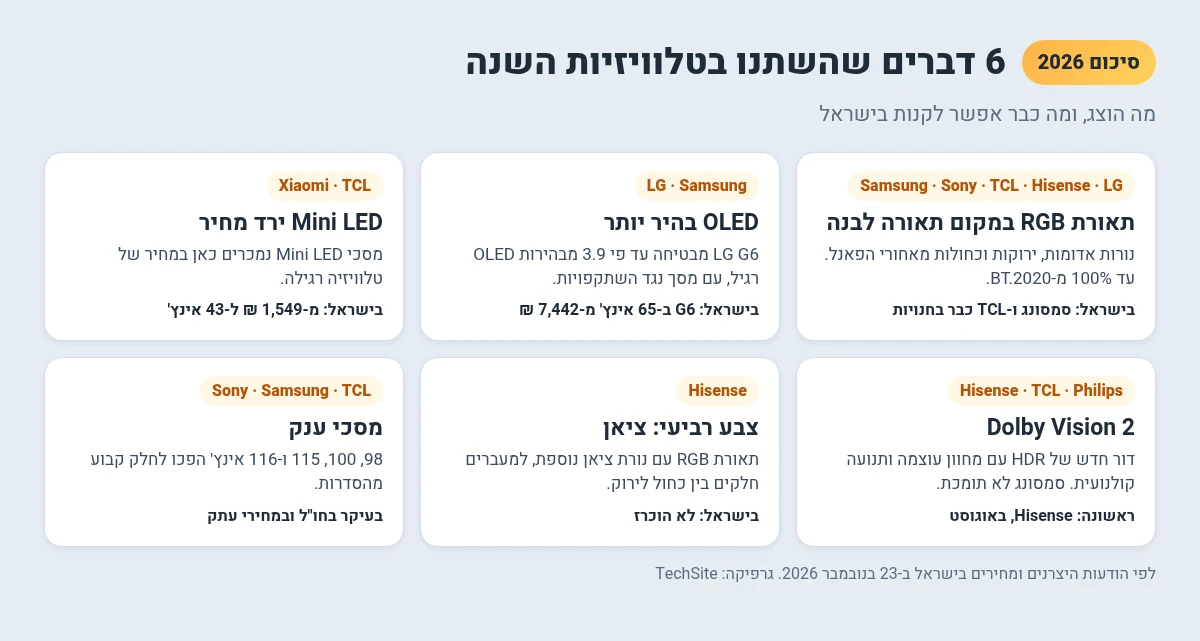 סיכום 2026
6 דברים שהשתנו בטלוויזיות השנה
מה הוצג, ומה כבר אפשר לקנות בישראל
Samsung · Sony · TCL · Hisense · LG
תאורת RGB במקום תאורה לבנה
נורות אדומות, ירוקות וכחולות מאחורי הפאנל.
עד 100% מ-BT.2020.
בישראל: סמסונג ו-TCL כבר בחנויות
LG · Samsung
OLED בהיר יותר
LG G6 מבטיחה עד פי 3.9 מבהירות OLED
רגיל, עם מסך נגד השתקפויות.
בישראל: G6 ב-65 אינץ' מ-7,442 ₪
Xiaomi · TCL
Mini LED ירד מחיר
מסכי Mini LED נמכרים כאן במחיר של
טלוויזיה רגילה.
בישראל: מ-1,549 ₪ ל-43 אינץ'
Hisense · TCL · Philips
Dolby Vision 2
דור חדש של HDR עם מחוון עוצמה ותנועה
קולנועית. סמסונג לא תומכת.
ראשונה: Hisense, באוגוסט
Hisense
צבע רביעי: ציאן
תאורת RGB עם נורת ציאן נוספת, למעברים
חלקים בין כחול לירוק.
בישראל: לא הוכרז
Sony · Samsung · TCL
מסכי ענק
98, 100, 115 ו-116 אינץ' הפכו לחלק קבוע
מהסדרות.
בעיקר בחו"ל ובמחירי עתק
לפי הודעות היצרנים ומחירים בישראל ב-23 בנובמבר 2026. גרפיקה: TechSite